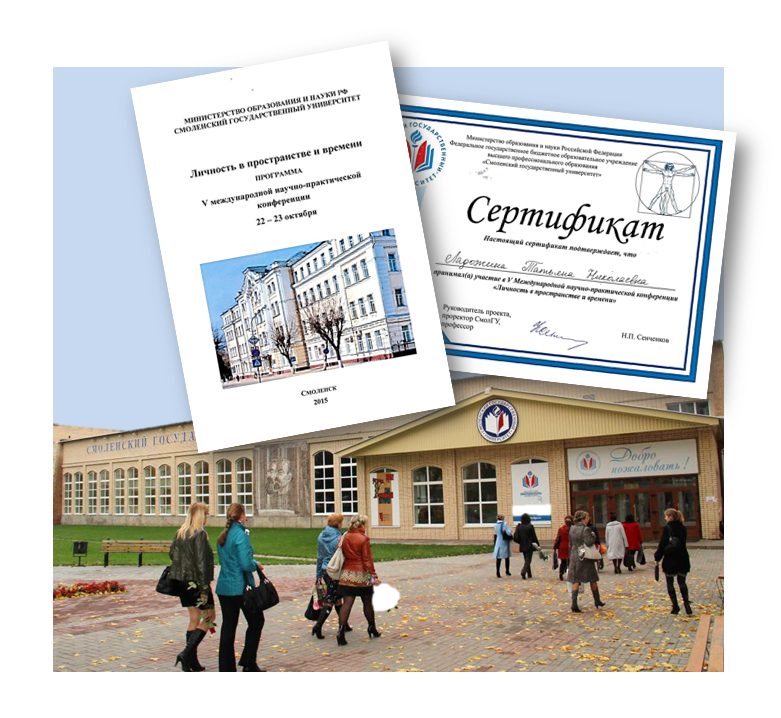 МИНИСТЕРСТВО ОБРАЗОВАНИЯ И НАУКИ РФ
СМОЛЕНСКИЙ ГОСУДАРСТВЕННЫЙ УНИВЕРСИТЕТ
Личность в пространстве и времени
ПРОГРАММА
V международной научно-практической
конференции
22 – 23 октября
Смоленск
2015
Министерство образования и науки Российской Федерации
Федеральное государственное бюджетное образовательное учреждение
высшего профессионального образования
«Смоленский государственный университет»
Сертификат
Настоящий сертификат подтверждает, что
Ладожина Татьяна Николаевна
принимал(а) участие в V Международной научно-практической конференции
«Личность в пространстве и времени»
Руководитель проекта,
проректор СмолГУ,
профессор
Н.П. Сенченков
СМОЛЕНСКИЙ ГОСУДА
Добро
пожаловать!